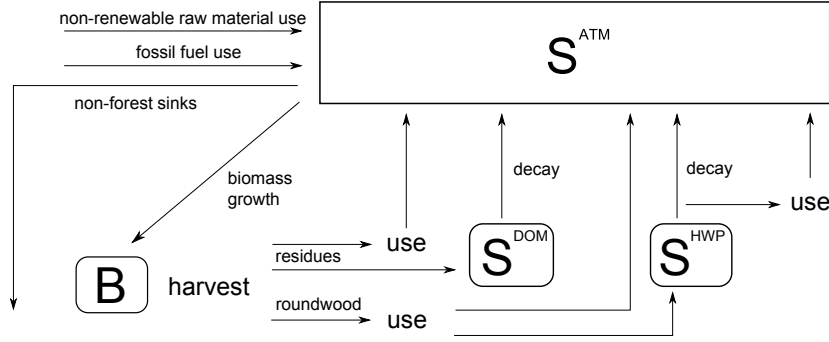 non-renewable raw material use
fossil fuel use
S ATM
non-forest sinks
biomass
growth
decay
decay
use
use
S DOM
S HWP
residues
B
harvest
roundwood
use